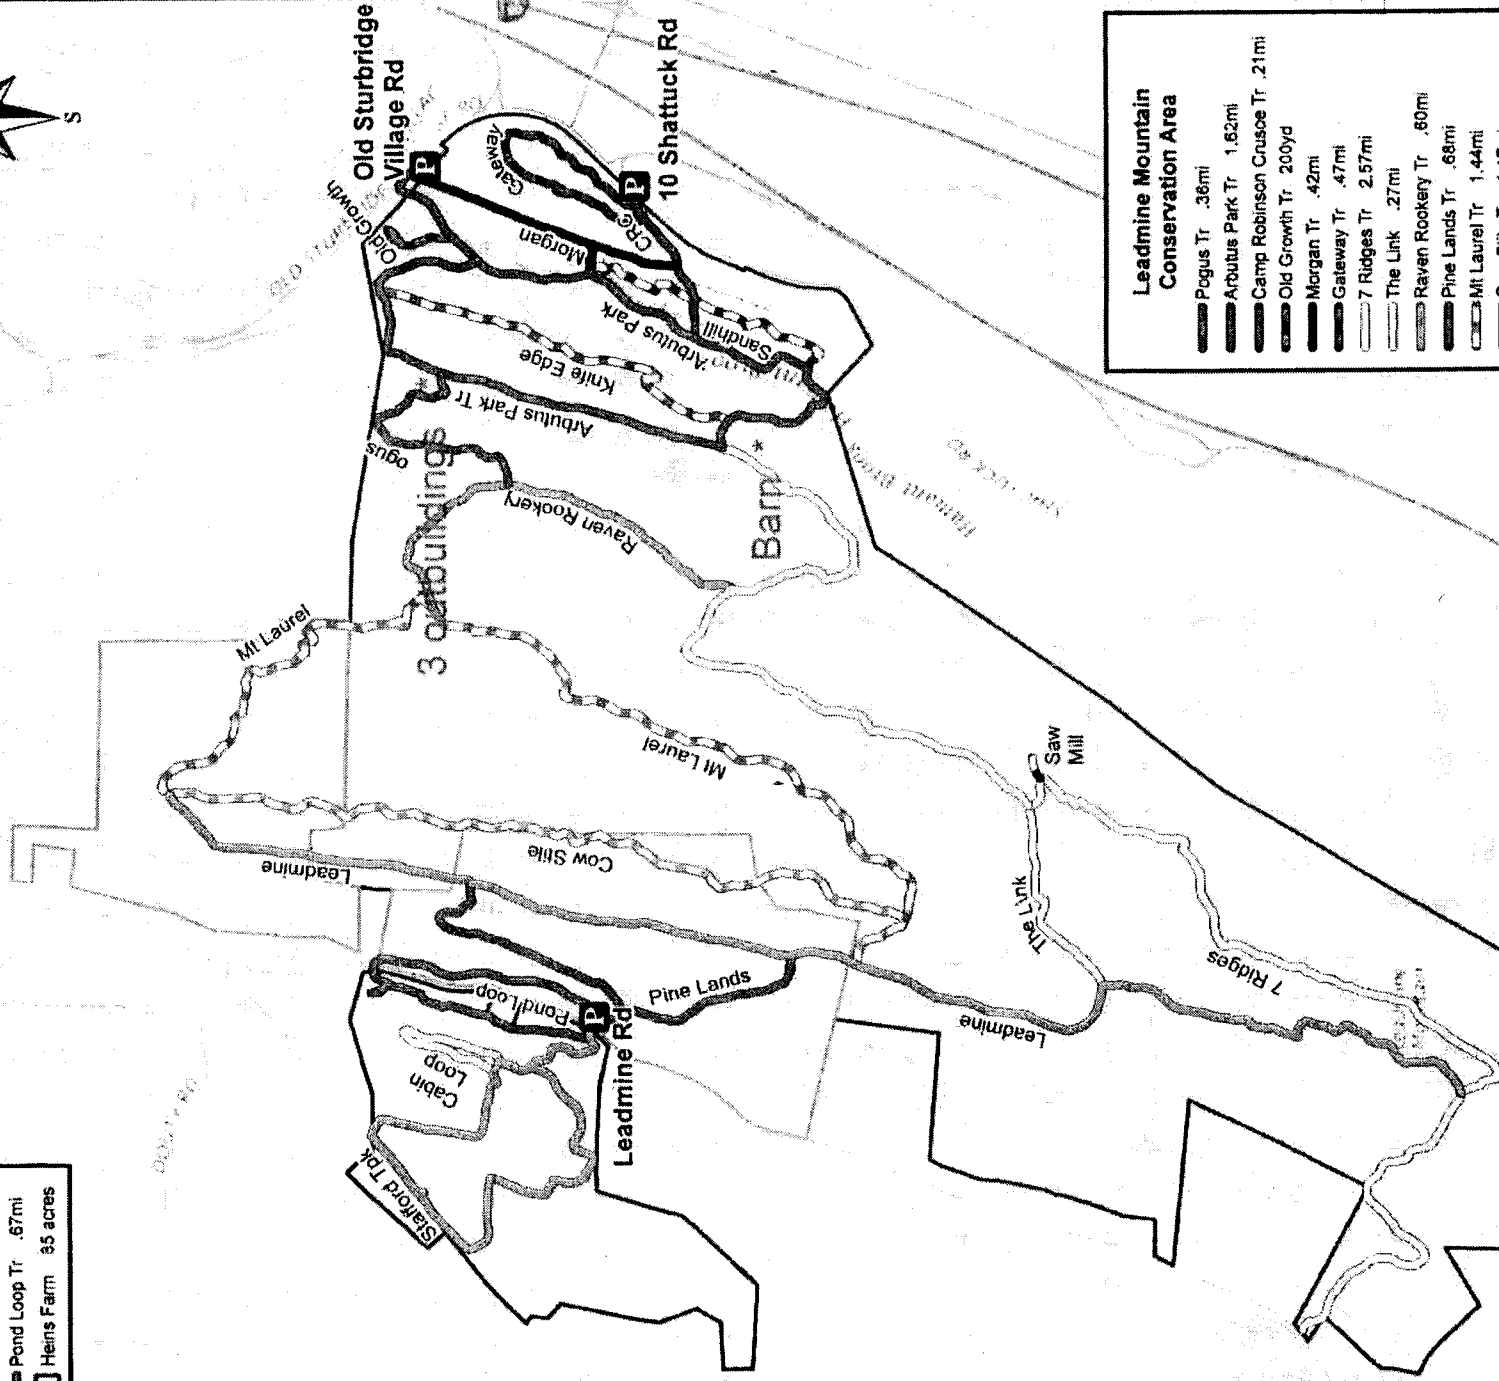 S
Old Sturbridge
Village Rd
10 Shattuck Rd
Old Growth
Gateway
CRC
Morgan
Arbutus Park
Sandhill
Knife Edge
Arbutus Park Tr
ogus
3 outbuildings
Raven Rookery
Barn
*
Mt Laurel
Mt Laurel
Saw
Mill
Cow Stile
Leadmine
The Link
7 Ridges
Pond Loop
Pine Lands
Leadmine
Cabin
Loop
Leadmine Rd
Stafford Tpk
Leadmine Mountain
Conservation Area
Pogus Tr .36mi
Arbutus Park Tr 1.62mi
Camp Robinson Crusoe Tr .21mi
Old Growth Tr 200yd
Morgan Tr .42mi
Gateway Tr .47mi
7 Ridges Tr 2.57mi
The Link .27mi
Raven Rookery Tr .60mi
Pine Lands Tr .68mi
Mt Laurel Tr 1.44mi
Pond Loop Tr .67mi
Heins Farm 85 acres